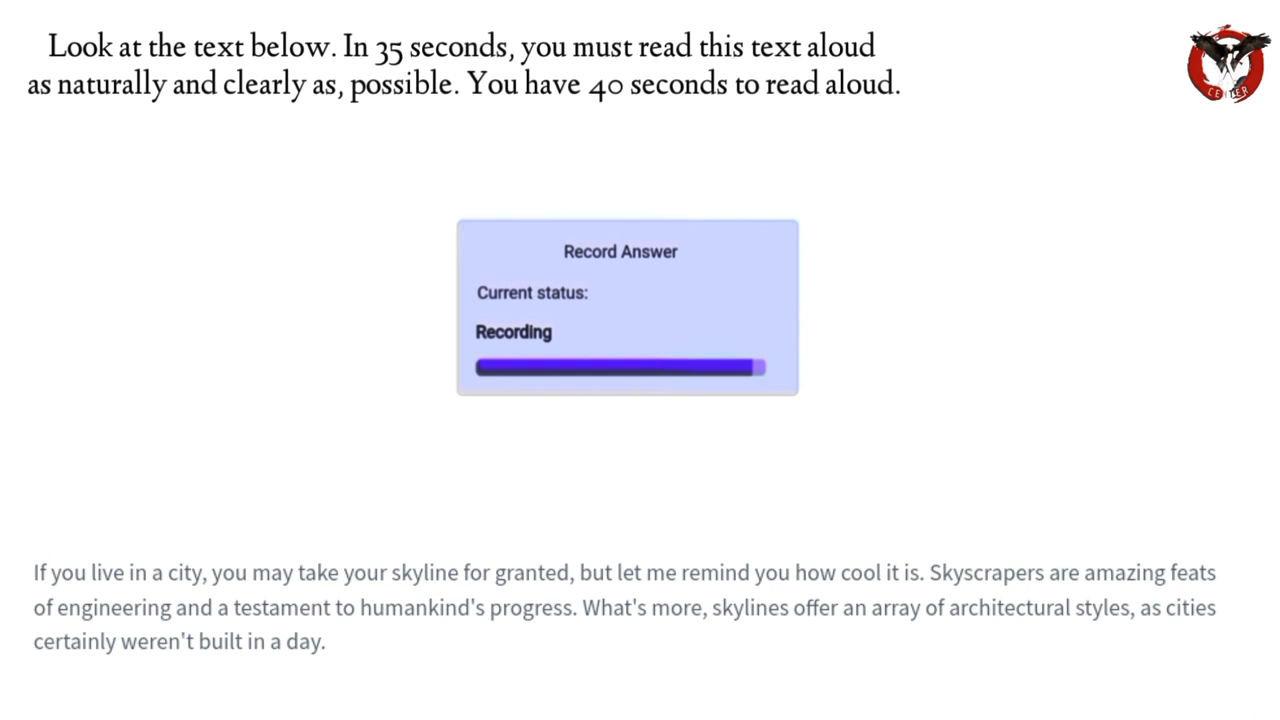 Look at the text below. In 35 seconds, you must read this text aloud
as naturally and clearly as, possible. You have 40 seconds to read aloud.
CENTER
Record Answer
Current status:
Recording
If you live in a city, you may take your skyline for granted, but let me remind you how cool it is. Skyscrapers are amazing feats
of engineering and a testament to humankind's progress. What's more, skylines offer an array of architectural styles, as cities
certainly weren't built in a day.